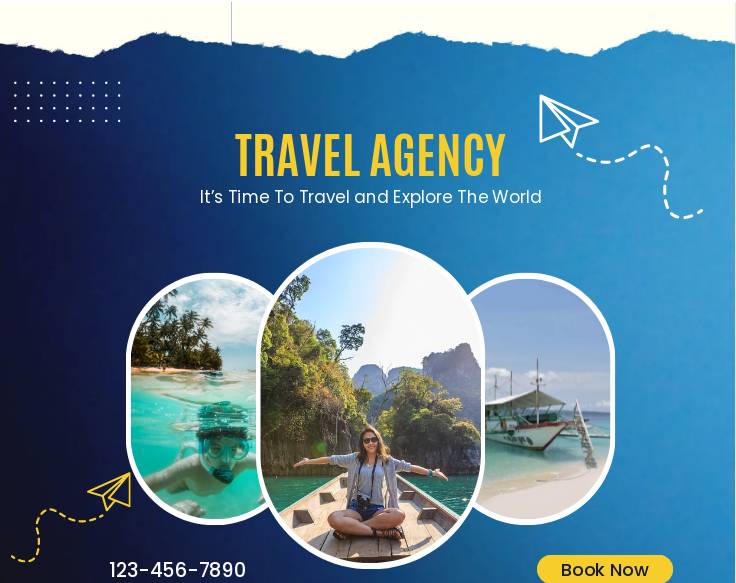 TRAVEL AGENCY
It’s Time To Travel and Explore The World
123-456-7890
Book Now